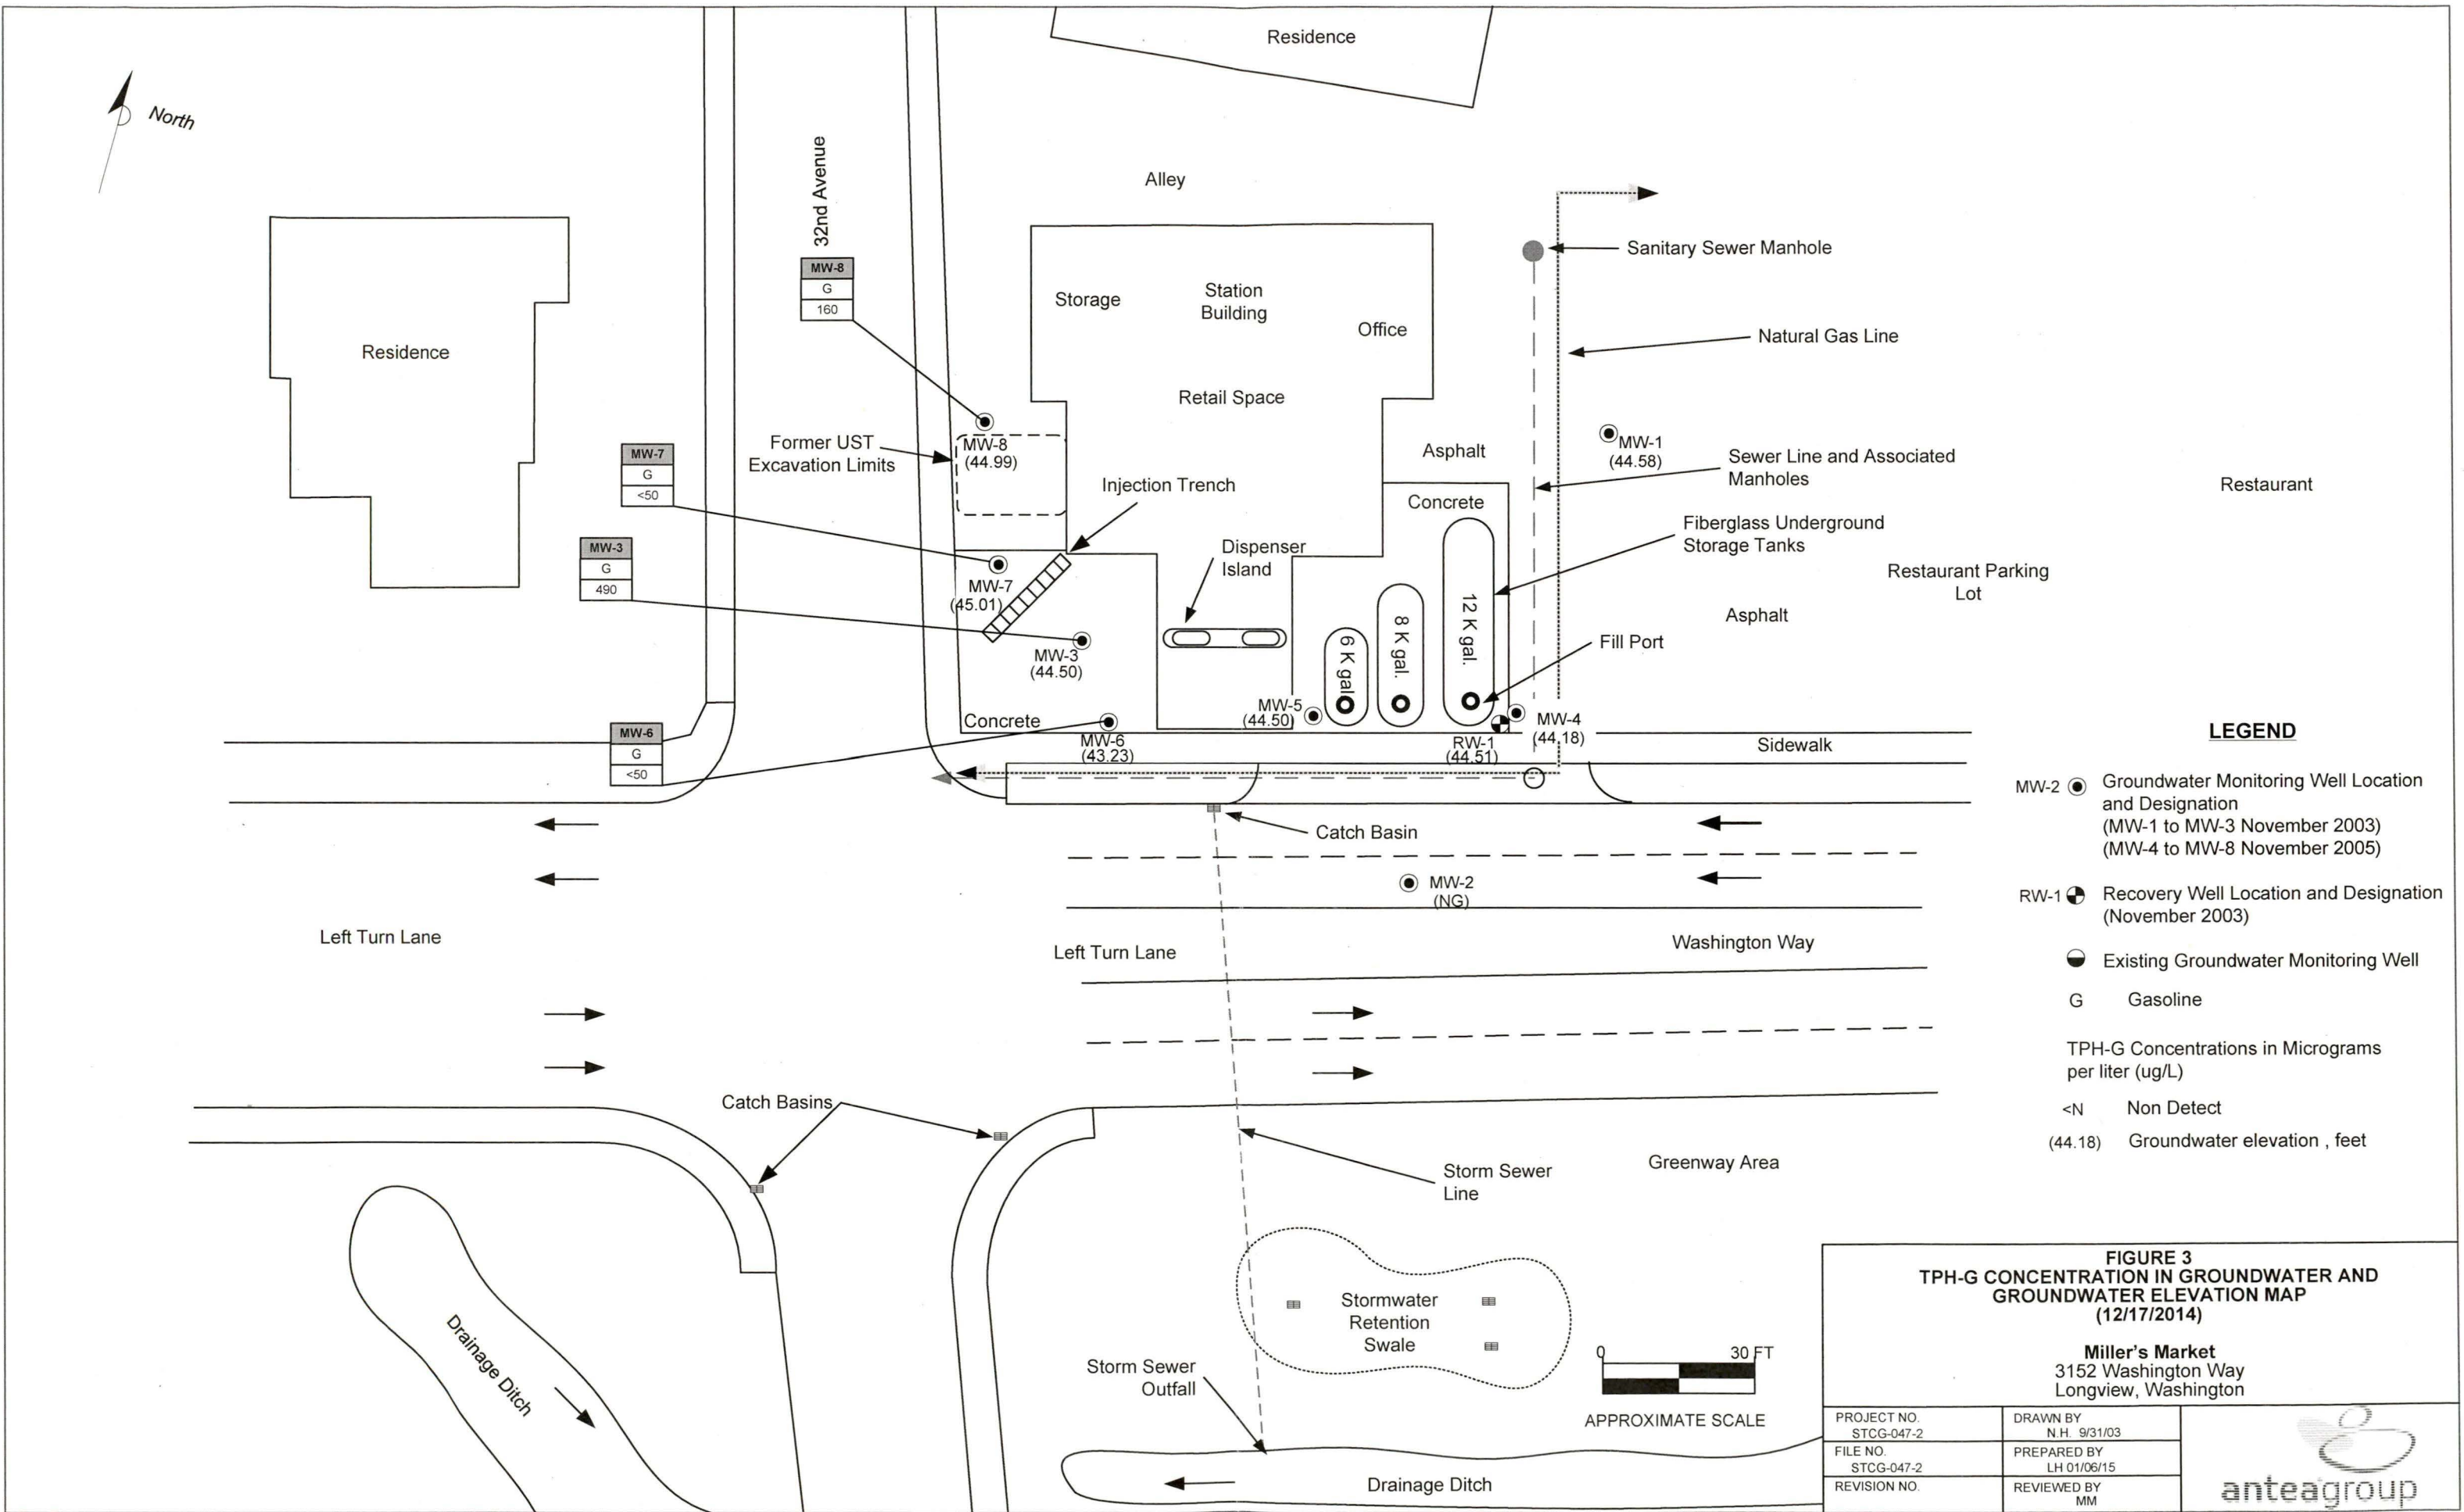 Residence
North
32nd Avenue
Alley
Sanitary Sewer Manhole
MW-8
G
160
Storage
Station
Building
Office
Natural Gas Line
Residence
Retail Space
Former UST
Excavation Limits
MW-8
(44.99)
Asphalt
MW-1
(44.58)
Sewer Line and Associated
Manholes
Restaurant
MW-7
G
<50
Injection Trench
Concrete
Fiberglass Underground
Storage Tanks
MW-3
G
490
Dispenser
Island
MW-7
(45.01)
Restaurant Parking
Lot
Asphalt
12 K gal.
8 K gal.
6 K gal.
Fill Port
MW-3
(44.50)
MW-5
(44.50)
MW-4
(44.18)
Concrete
MW-6
G
<50
MW-6
(43.23)
RW-1
(44.51)
Sidewalk
Catch Basin
MW-2
(NG)
Left Turn Lane
Left Turn Lane
Washington Way
LEGEND
MW-2 Groundwater Monitoring Well Location
and Designation
(MW-1 to MW-3 November 2003)
(MW-4 to MW-8 November 2005)
RW-1 Recovery Well Location and Designation
(November 2003)
Existing Groundwater Monitoring Well
G Gasoline
TPH-G Concentrations in Micrograms
per liter (ug/L)
<N Non Detect
(44.18) Groundwater elevation , feet
Catch Basins
Storm Sewer
Line
Greenway Area
Drainage Ditch
Stormwater
Retention
Swale
Storm Sewer
Outfall
0 30 FT
APPROXIMATE SCALE
Drainage Ditch
FIGURE 3
TPH-G CONCENTRATION IN GROUNDWATER AND
GROUNDWATER ELEVATION MAP
(12/17/2014)
Miller's Market
3152 Washington Way
Longview, Washington
PROJECT NO.
STCG-047-2
DRAWN BY
N.H. 9/31/03
FILE NO.
STCG-047-2
PREPARED BY
LH 01/06/15
REVISION NO.
REVIEWED BY
MM
anteagroup